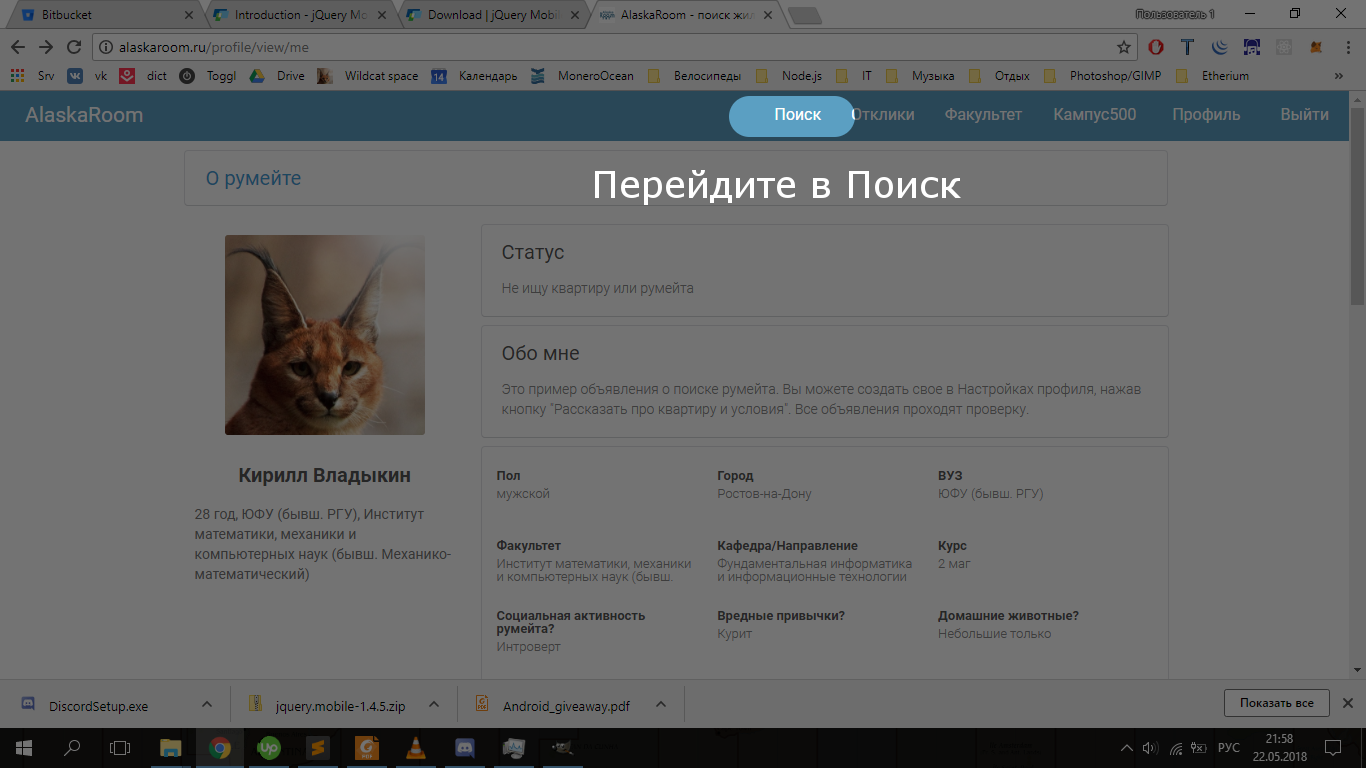 Bitbucket
Introduction - jQuery Mo
Download | jQuery Mobil
AlaskaRoom - поиск жил
Пользователь 1
alaskaroom.ru/profile/view/me
Srv
vk
dict
Toggl
Drive
Wildcat space
14
Календарь
MoneroOcean
Велосипеды
Node.js
IT
Музыка
Отдых
Photoshop/GIMP
Etherium
»
AlaskaRoom
Поиск
Отклики
Факультет
Кампус500
Профиль
Выйти
О румейте
Перейдите в Поиск
Статус
Не ищу квартиру или румейта
Обо мне
Это пример объявления о поиске румейта. Вы можете создать свое в Настройках профиля, нажав
кнопку "Рассказать про квартиру и условия". Все объявления проходят проверку.
Кирилл Владыкин
28 год, ЮФУ (бывш. РГУ), Институт
математики, механики и
компьютерных наук (бывш. Механико-
математический)
Пол
мужской
Город
Ростов-на-Дону
ВУЗ
ЮФУ (бывш. РГУ)
Факультет
Институт математики, механики
и компьютерных наук (бывш.
Кафедра/Направление
Фундаментальная информатика
и информационные технологии
Курс
2 маг
Социальная активность
румейта?
Интроверт
Вредные привычки?
Курит
Домашние животные?
Небольшие только
DiscordSetup.exe
jquery.mobile-1.4.5.zip
Android_giveaway.pdf
Показать все
РУС
21:58
22.05.2018